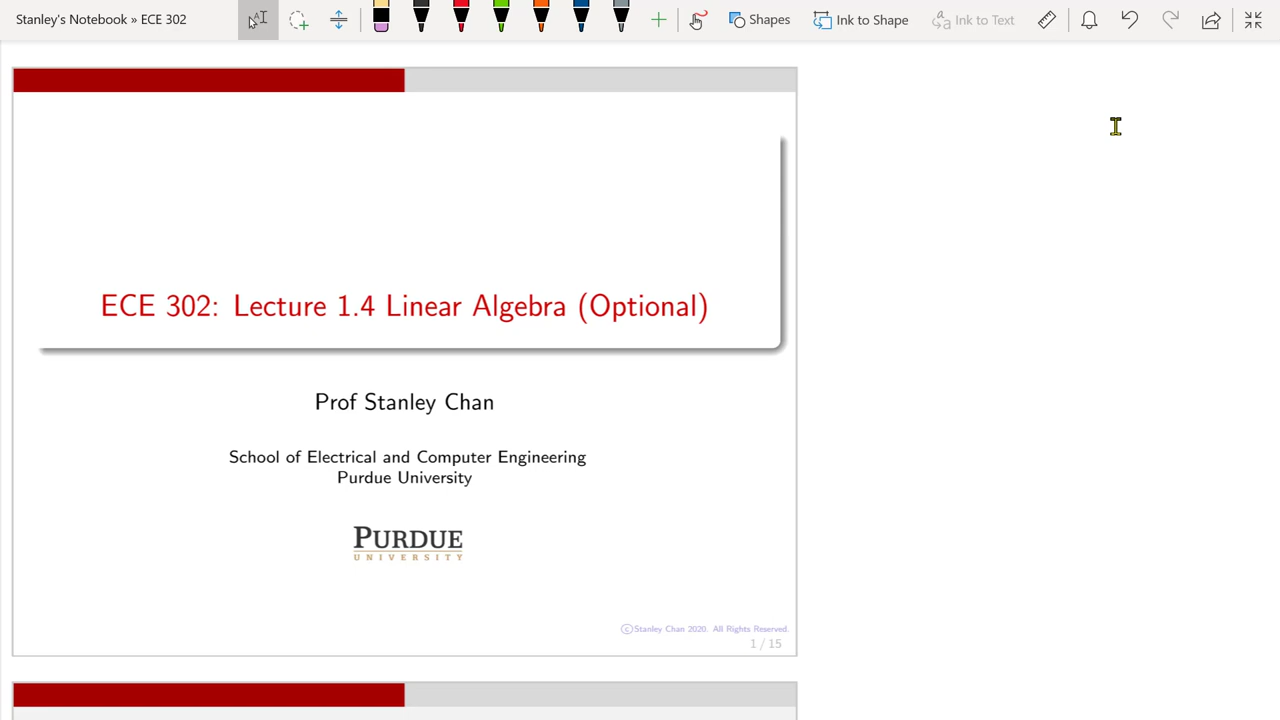 Stanley's Notebook » ECE 302
Shapes
Ink to Shape
Ink to Text
ECE 302: Lecture 1.4 Linear Algebra (Optional)
Prof Stanley Chan
School of Electrical and Computer Engineering
Purdue University
PURDUE
UNIVERSITY
©Stanley Chan 2020. All Rights Reserved.
1 / 15